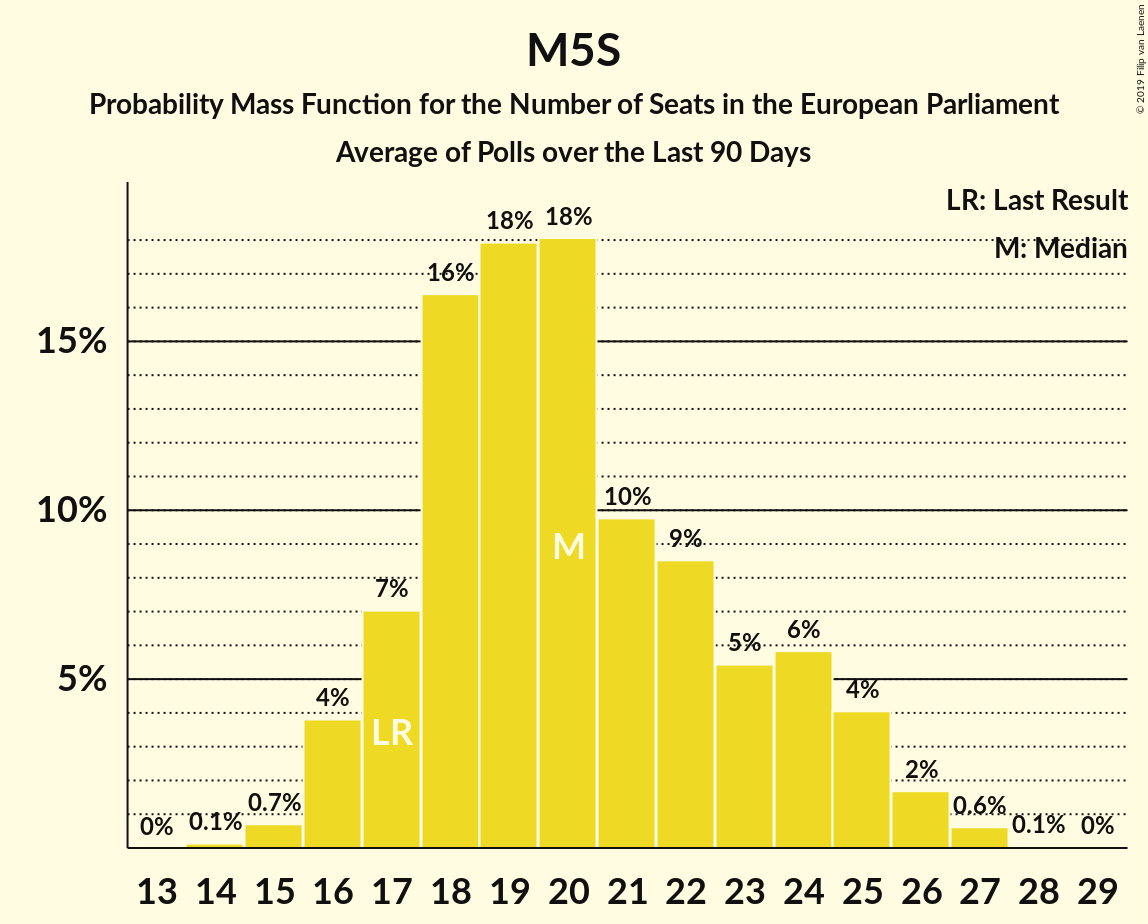 M5S
Probability Mass Function for the Number of Seats in the European Parliament
Average of Polls over the Last 90 Days
© 2019 Filip van Laenen
LR: Last Result
M: Median
15%
10%
5%
0% 0.1% 0.7% 4% 7% 16% 18% 18% 10% 9% 5% 6% 4% 2% 0.6% 0.1% 0%
LR
M
13 14 15 16 17 18 19 20 21 22 23 24 25 26 27 28 29